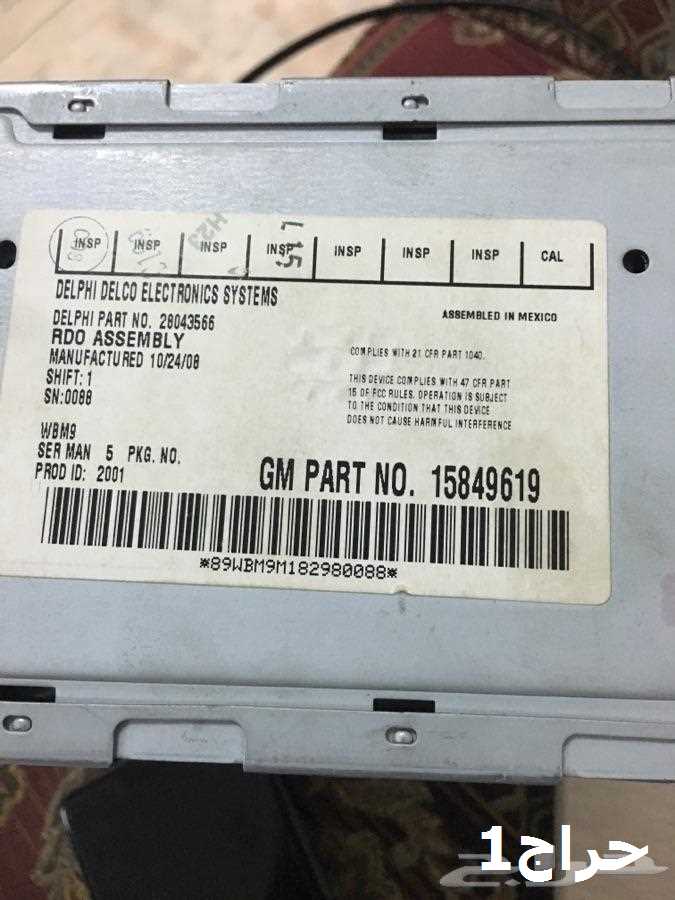 INSP INSP INSP INSP INSP INSP INSP CAL
H23
L 15
DELPHI DELCO ELECTRONICS SYSTEMS
DELPHI PART NO. 28043566
RDO ASSEMBLY
MANUFACTURED 10/24/08
SHIFT: 1
SN:0088
ASSEMBLED IN MEXICO
COMPLIES WITH 21 CFR PART 1040.
THIS DEVICE COMPLIES WITH 47 CFR PART
15 OF FCC RULES. OPERATION IS SUBJECT
TO THE CONDITION THAT THIS DEVICE
DOES NOT CAUSE HARMFUL INTERFERENCE
WBM9
SER MAN 5 PKG. NO.
PROD ID: 2001
GM PART NO. 15849619
*89WBM9M182980088*
حراج1
حراج